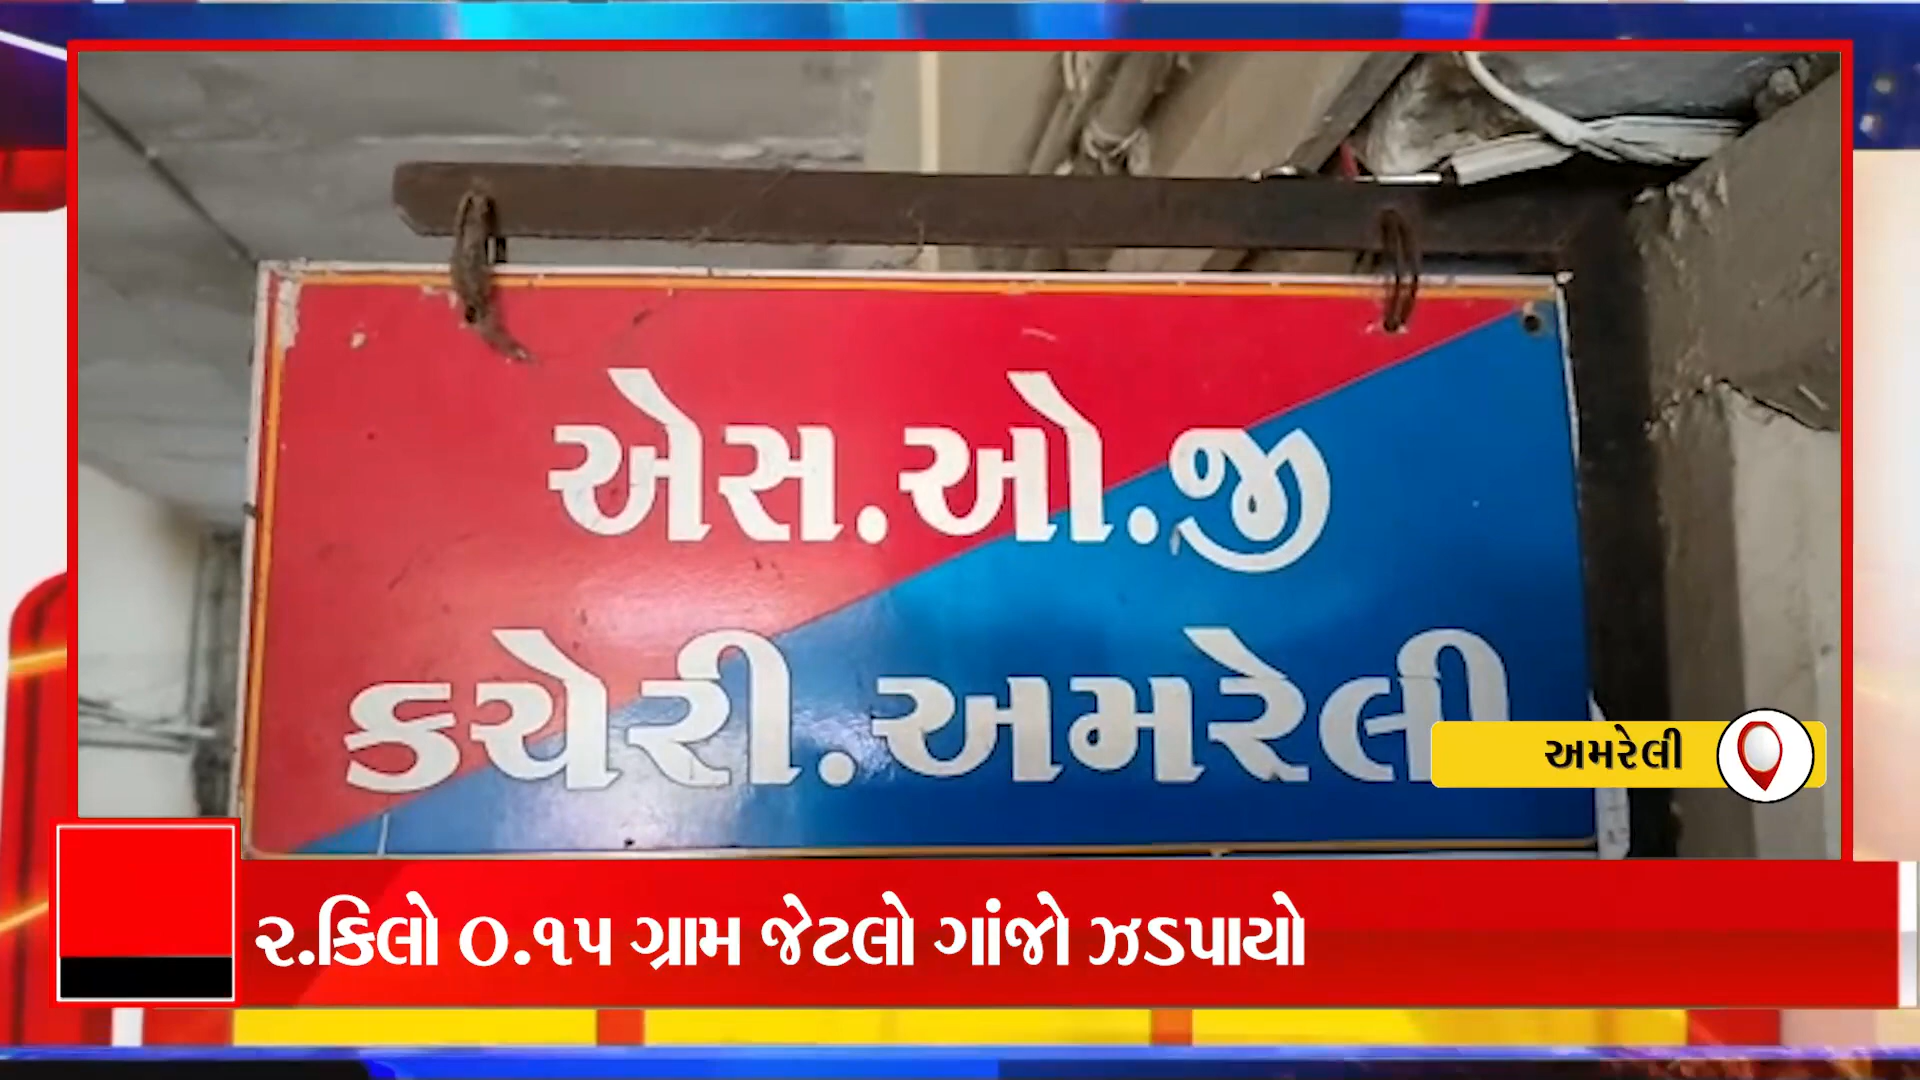 એસ.ઓ.જી
કચેરી.અમરેલી
અમરેલી
૨.કિલો ૦.૧૫ ગ્રામ જેટલો ગાંજો ઝડપાયો